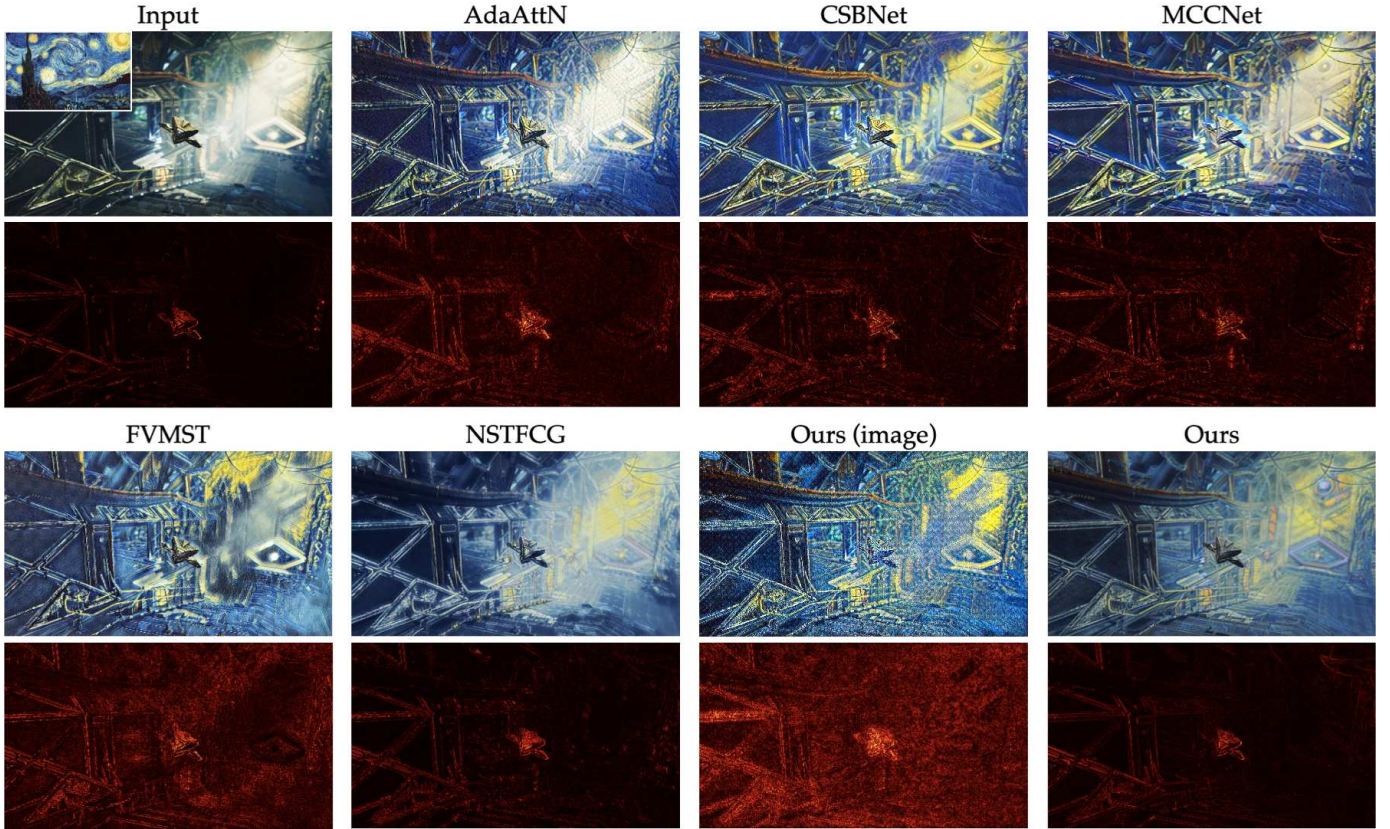 Input
AdaAttN
CSBNet
MCCNet
FVMST
NSTFCG
Ours (image)
Ours